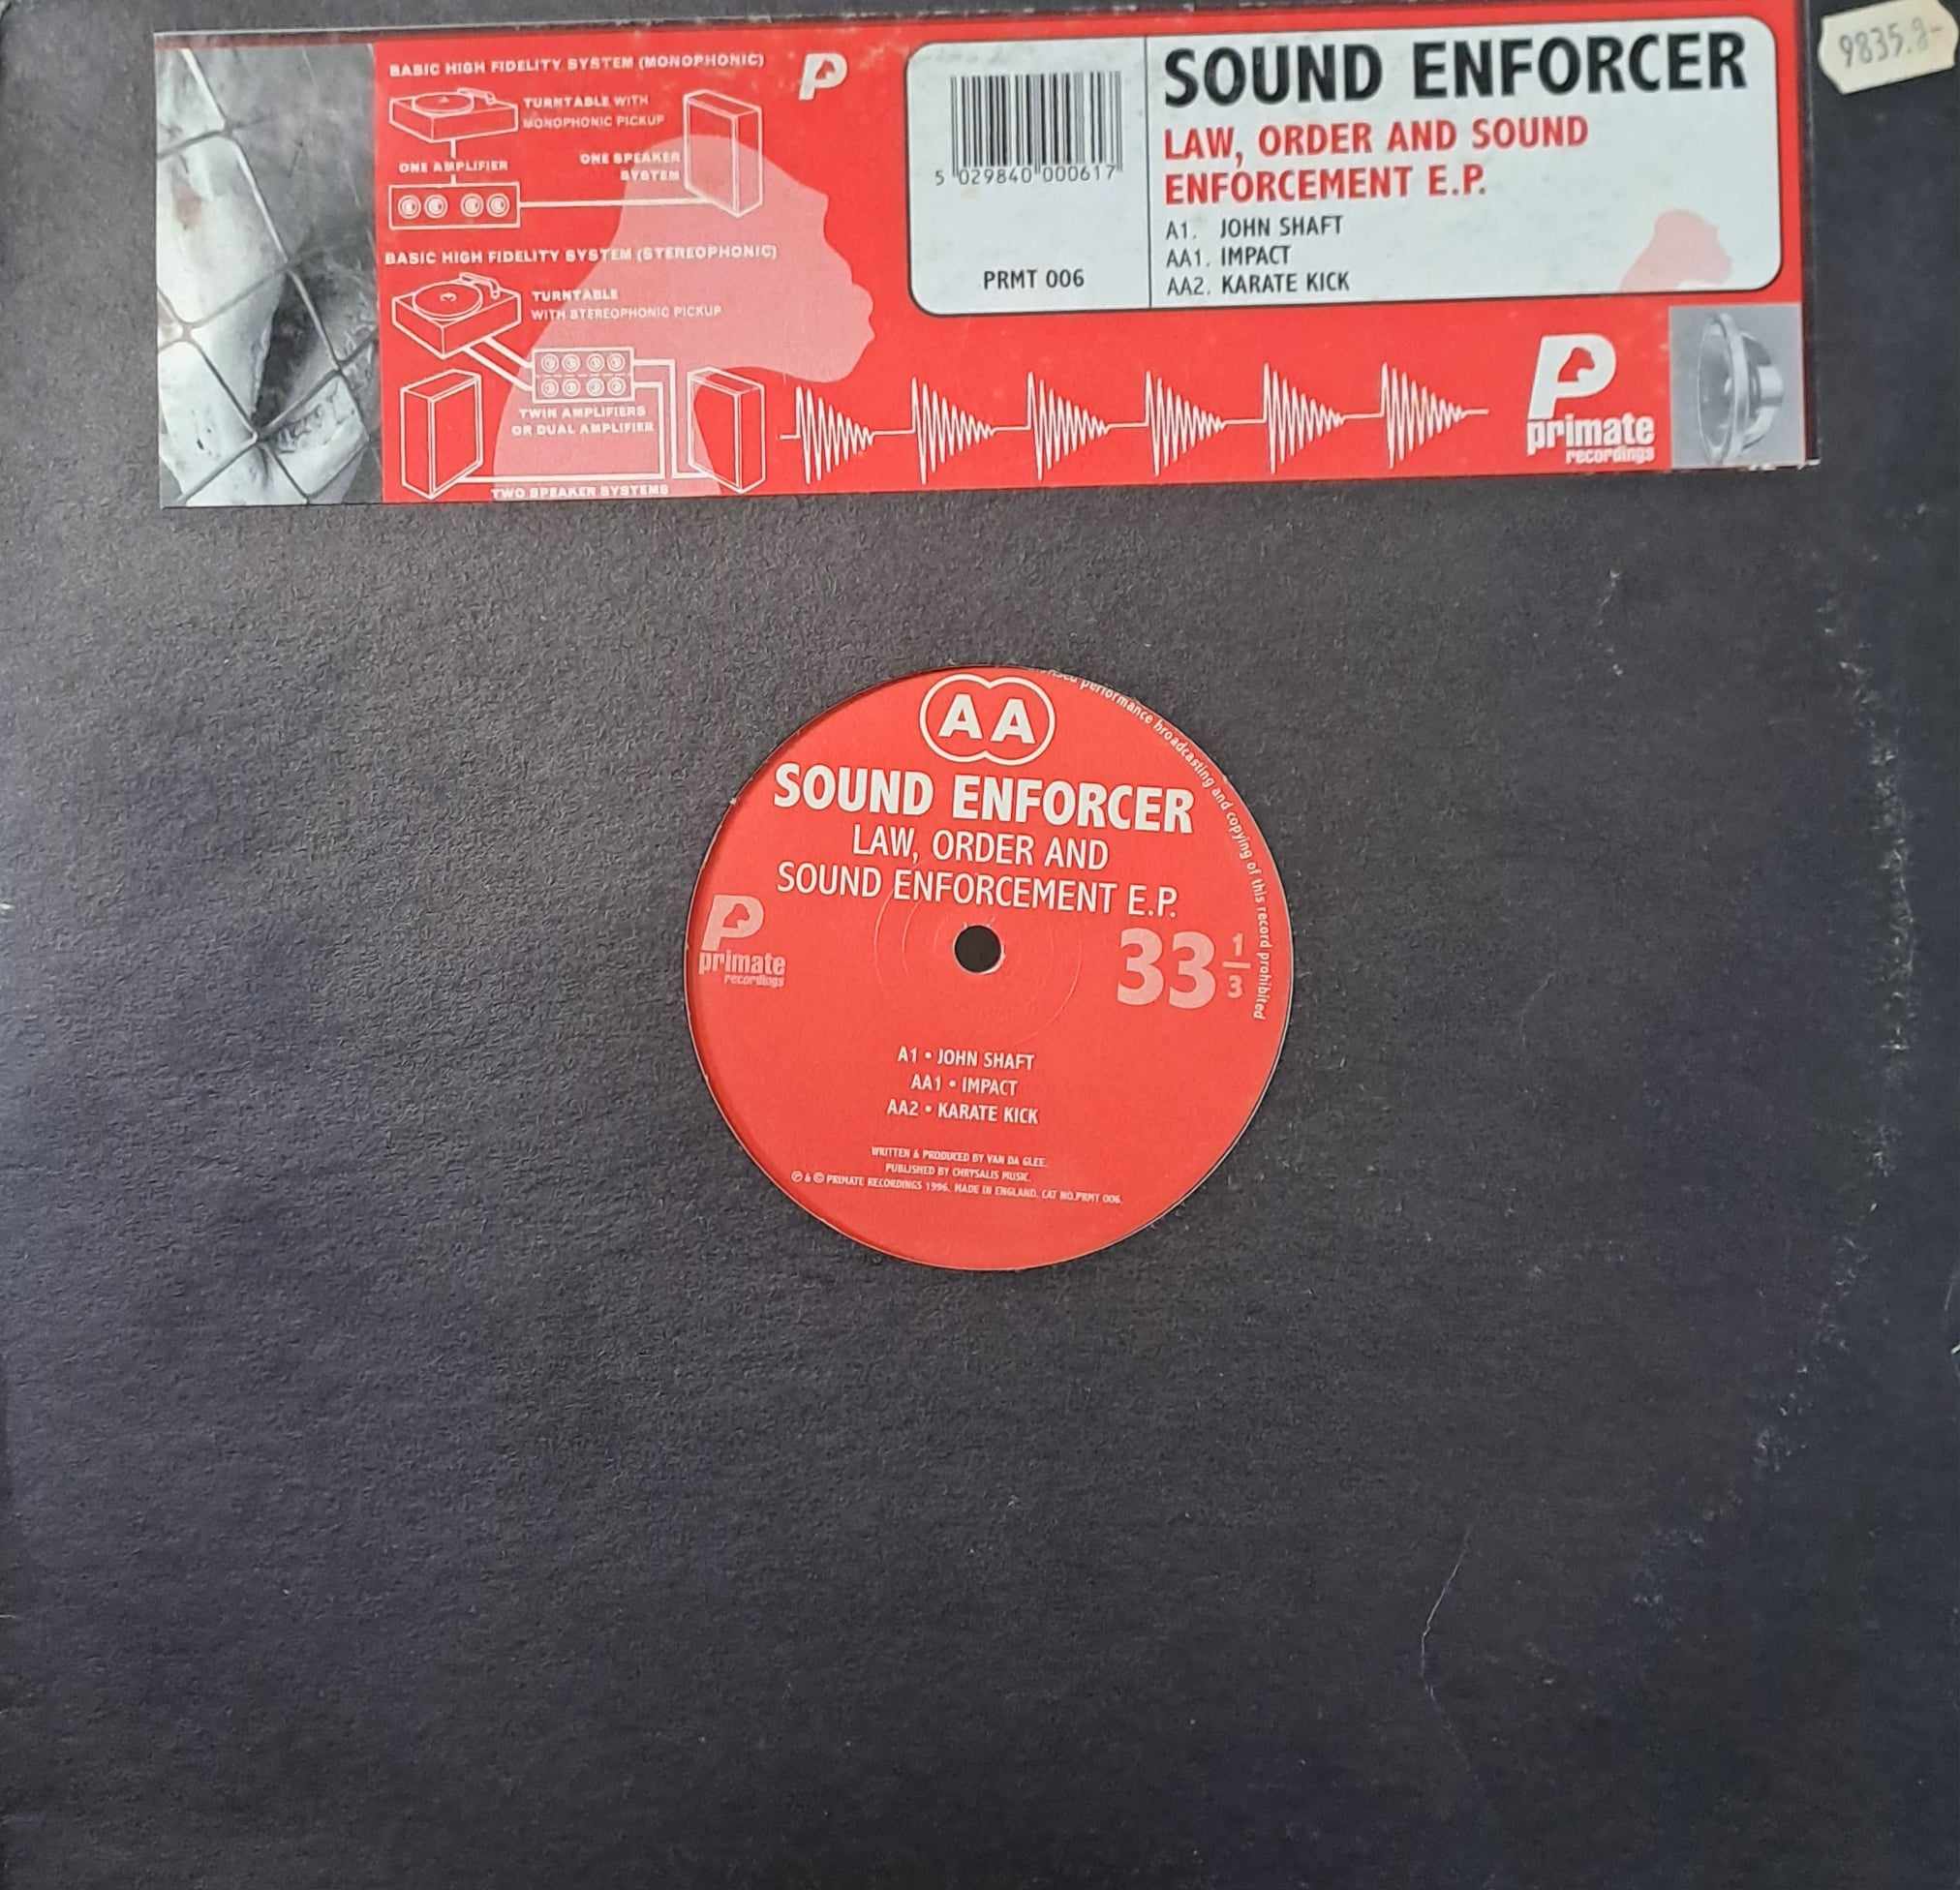 BASIC HIGH FIDELITY SYSTEM (MONOPHONIC)
TURNTABLE WITH
MONOPHONIC PICKUP
ONE AMPLIFIER
ONE SPEAKER
SYSTEM
BASIC HIGH FIDELITY SYSTEM (STEREOPHONIC)
TURNTABLE
WITH STEREOPHONIC PICKUP
TWIN AMPLIFIERS
OR DUAL AMPLIFIER
TWO SPEAKER SYSTEMS
P
5 029840 000617
PRMT 006
SOUND ENFORCER
LAW, ORDER AND SOUND
ENFORCEMENT E.P.
A1. JOHN SHAFT
AA1. IMPACT
AA2. KARATE KICK
P
primate
recordings
AA
SOUND ENFORCER
LAW, ORDER AND
SOUND ENFORCEMENT E.P.
P
primate
recordings
33 1/3
performance broadcasting and copying of this record prohibited
A1 • JOHN SHAFT
AA1 • IMPACT
AA2 • KARATE KICK
WRITTEN & PRODUCED BY VAN DA GLEE.
PUBLISHED BY CHRYSALIS MUSIC.
℗ & © PRIMATE RECORDINGS 1996. MADE IN ENGLAND. CAT NO.PRMT 006